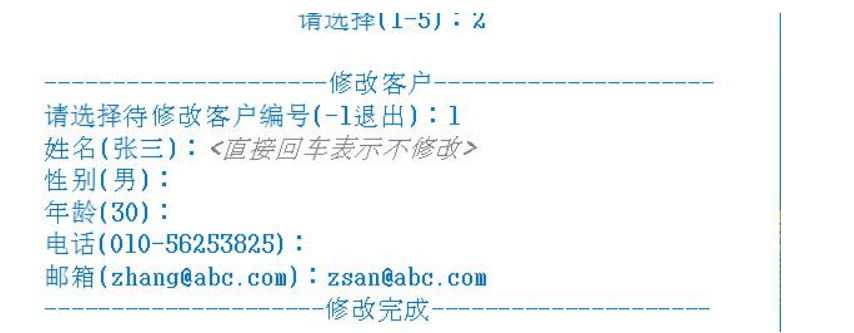 请选择(1-5)：2
---------------------修改客户---------------------
请选择待修改客户编号(-1退出)：1
姓名(张三)：<直接回车表示不修改>
性别(男)：
年龄(30)：
电话(010-56253825)：
邮箱(zhang@abc.com)：zsan@abc.com
---------------------修改完成---------------------